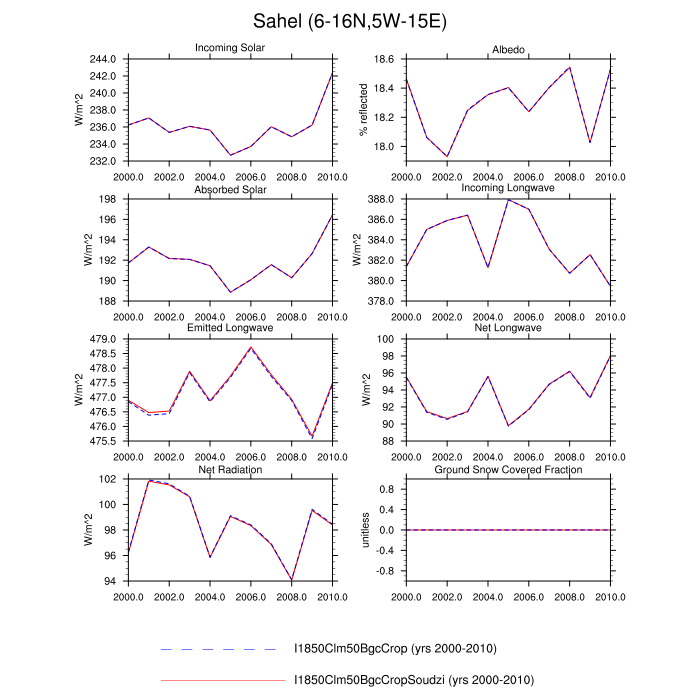 Sahel (6-16N,5W-15E)
Incoming Solar
244.0
242.0
240.0
238.0
236.0
234.0
232.0
W/m^2
2000.0 2002.0 2004.0 2006.0 2008.0 2010.0
Albedo
18.6
18.4
18.2
18.0
% reflected
2000.0 2002.0 2004.0 2006.0 2008.0 2010.0
Absorbed Solar
198
196
194
192
190
188
W/m^2
2000.0 2002.0 2004.0 2006.0 2008.0 2010.0
Incoming Longwave
388.0
386.0
384.0
382.0
380.0
378.0
W/m^2
2000.0 2002.0 2004.0 2006.0 2008.0 2010.0
Emitted Longwave
479.0
478.5
478.0
477.5
477.0
476.5
476.0
475.5
W/m^2
2000.0 2002.0 2004.0 2006.0 2008.0 2010.0
Net Longwave
100
98
96
94
92
90
88
W/m^2
2000.0 2002.0 2004.0 2006.0 2008.0 2010.0
Net Radiation
102
100
98
96
94
W/m^2
2000.0 2002.0 2004.0 2006.0 2008.0 2010.0
Ground Snow Covered Fraction
0.8
0.4
0.0
-0.4
-0.8
unitless
2000.0 2002.0 2004.0 2006.0 2008.0 2010.0
I1850Clm50BgcCrop (yrs 2000-2010)
I1850Clm50BgcCropSoudzi (yrs 2000-2010)